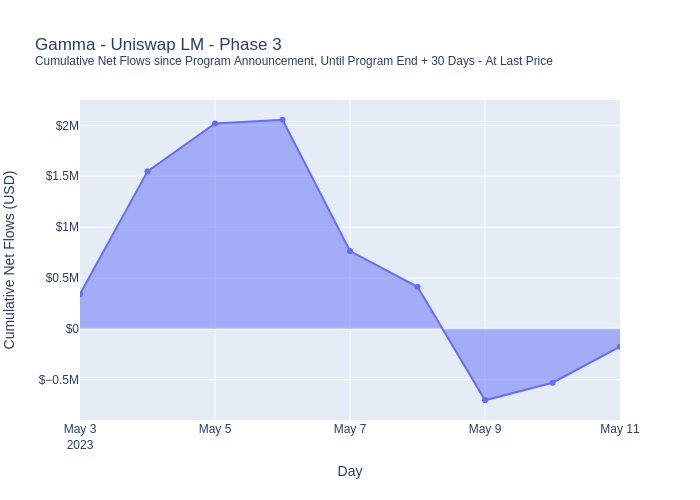 Gamma - Uniswap LM - Phase 3
Cumulative Net Flows since Program Announcement, Until Program End + 30 Days - At Last Price
Cumulative Net Flows (USD)
$2M
$1.5M
$1M
$0.5M
$0
$−0.5M
May 3
2023
May 5
May 7
May 9
May 11
Day